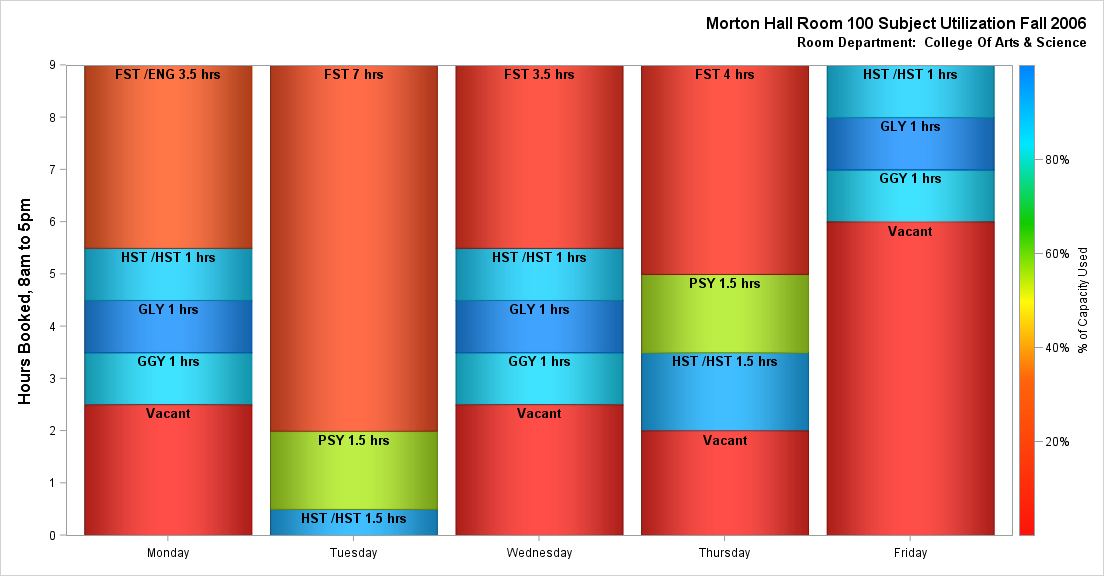 Morton Hall Room 100 Subject Utilization Fall 2006
Room Department:  College Of Arts & Science
Hours Booked, 8am to 5pm
9
8
7
6
5
4
3
2
1
0
FST /ENG 3.5 hrs
HST /HST 1 hrs
GLY 1 hrs
GGY 1 hrs
Vacant
FST 7 hrs
PSY 1.5 hrs
HST /HST 1.5 hrs
FST 3.5 hrs
HST /HST 1 hrs
GLY 1 hrs
GGY 1 hrs
Vacant
FST 4 hrs
PSY 1.5 hrs
HST /HST 1.5 hrs
Vacant
HST /HST 1 hrs
GLY 1 hrs
GGY 1 hrs
Vacant
Monday
Tuesday
Wednesday
Thursday
Friday
80%
60%
40%
20%
% of Capacity Used